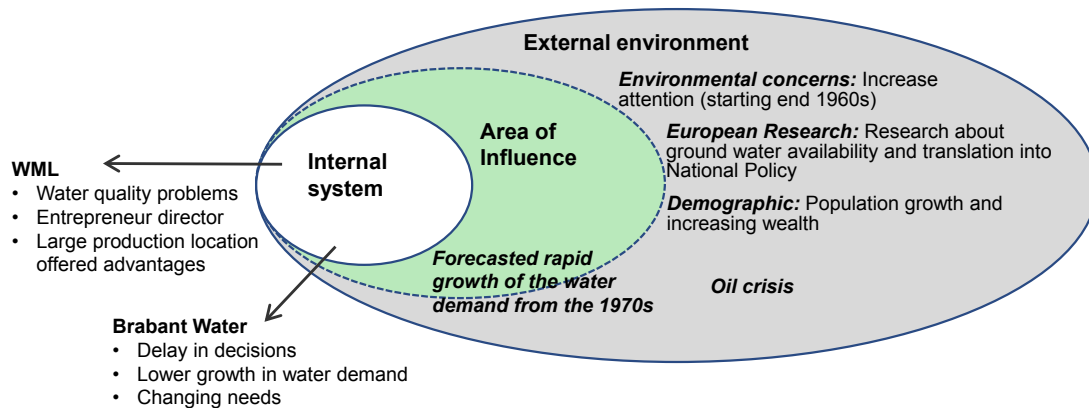 External environment
Environmental concerns: Increase
attention (starting end 1960s)
European Research: Research about
ground water availability and translation into
National Policy
Demographic: Population growth and
increasing wealth
Oil crisis
Area of
Influence
Forecasted rapid
growth of the water
demand from the 1970s
Internal
system
WML
• Water quality problems
• Entrepreneur director
• Large production location
offered advantages
Brabant Water
• Delay in decisions
• Lower growth in water demand
• Changing needs